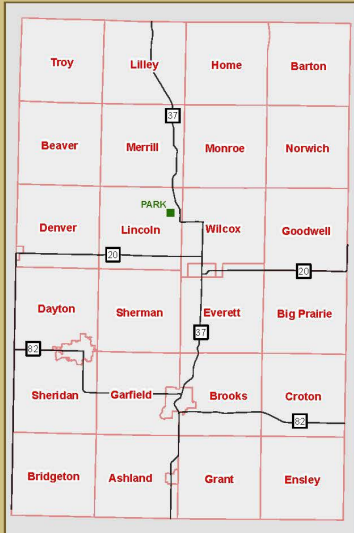 Troy Lilley Home Barton
37
Beaver Merrill Monroe Norwich
PARK
Denver Lincoln Wilcox Goodwell
20 20
Dayton Sherman Everett Big Prairie
37
82
Sheridan Garfield Brooks Croton
82
Bridgeton Ashland Grant Ensley